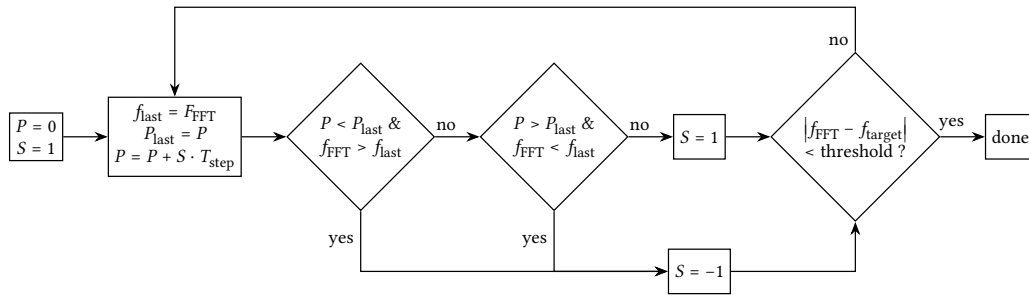 no
P = 0
S = 1
f_last = F_FFT
P_last = P
P = P + S · T_step
P < P_last &
f_FFT > f_last
no
P > P_last &
f_FFT < f_last
no
S = 1
|f_FFT − f_target|
< threshold ?
yes
done
yes
yes
S = −1